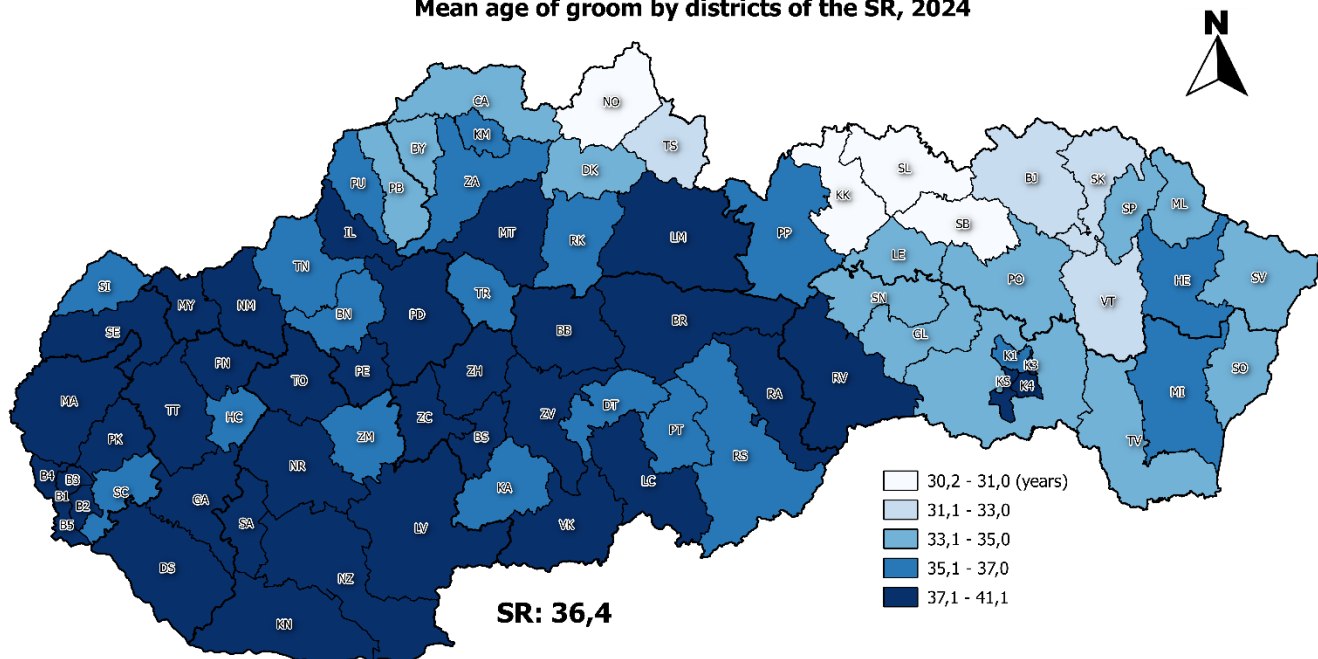 Mean age of groom by districts of the SR, 2024
N
NO
CA
KM
TS
BY
DK
PU
PB
ZA
SL
BJ
SK
KK
SP
ML
SB
IL
MT
RK
LM
PP
LE
TN
PO
HE
SV
SI
MY
NM
BN
PD
TR
SN
VT
SE
BB
BR
GL
PN
PE
ZH
K1
K3
SO
TO
RV
KS
K4
MA
TT
HC
ZC
ZV
DT
RA
MI
PK
ZM
BS
PT
TV
NR
RS
B4
B3
SC
KA
LC
B1
GA
B2
SA
LV
VK
B5
DS
NZ
KN
SR: 36,4
30,2 - 31,0 (years)
31,1 - 33,0
33,1 - 35,0
35,1 - 37,0
37,1 - 41,1